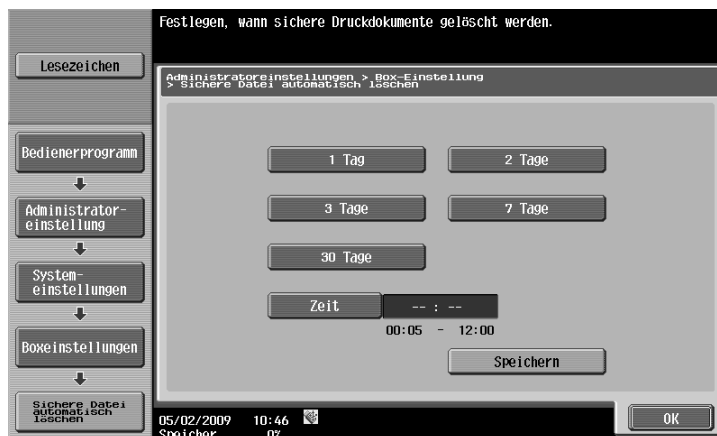 Festlegen, wann sichere Druckdokumente gelöscht werden.
Lesezeichen
Administratoreinstellungen > Box-Einstellung
> Sichere Datei automatisch löschen
Bedienerprogramm
Administrator-
einstellung
System-
einstellungen
Boxeinstellungen
Sichere Datei
automatisch
löschen
1 Tag
2 Tage
3 Tage
7 Tage
30 Tage
Zeit -- : --
00:05 - 12:00
Speichern
05/02/2009 10:46
Speicher 0%
OK